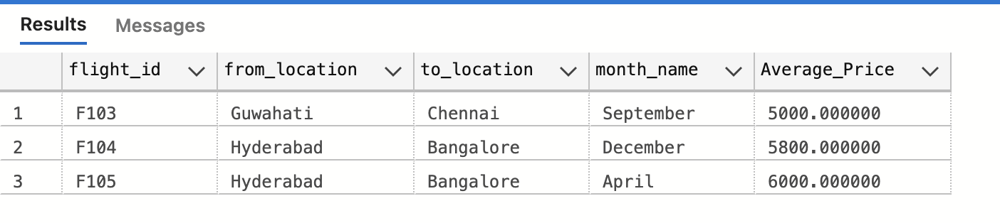 Results Messages
flight_id from_location to_location month_name Average_Price
1 F103 Guwahati Chennai September 5000.000000
2 F104 Hyderabad Bangalore December 5800.000000
3 F105 Hyderabad Bangalore April 6000.000000